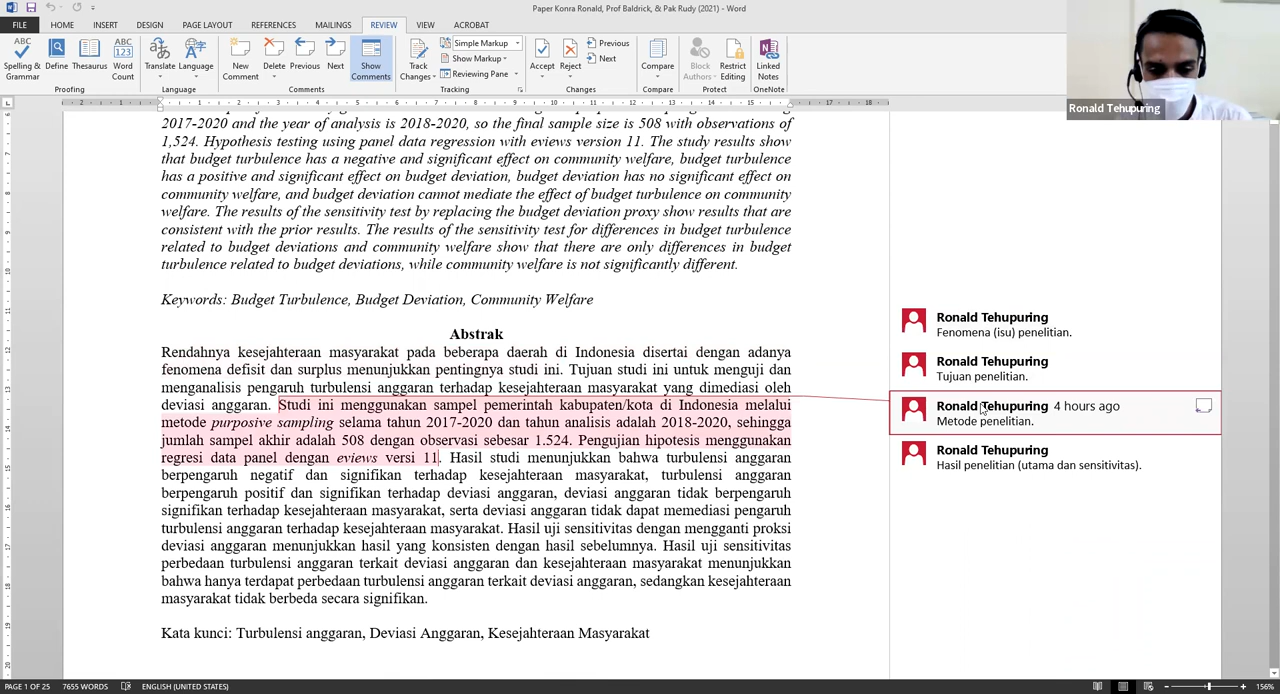 Paper Konra Ronald, Prof Baldrick, & Pak Rudy (2021) - Word
FILE HOME INSERT DESIGN PAGE LAYOUT REFERENCES MAILINGS REVIEW VIEW ACROBAT
Spelling & Grammar Define Thesaurus Word Count Translate Language New Comment Delete Previous Next Show Comments Track Changes Simple Markup Show Markup Reviewing Pane Accept Reject Previous Next Compare Block Authors Restrict Editing Linked Notes
Proofing Language Comments Tracking Changes Compare Protect OneNote
Ronald Tehupuring
2017-2020 and the year of analysis is 2018-2020, so the final sample size is 508 with observations of
1,524. Hypothesis testing using panel data regression with eviews version 11. The study results show
that budget turbulence has a negative and significant effect on community welfare, budget turbulence
has a positive and significant effect on budget deviation, budget deviation has no significant effect on
community welfare, and budget deviation cannot mediate the effect of budget turbulence on community
welfare. The results of the sensitivity test by replacing the budget deviation proxy show results that are
consistent with the prior results. The results of the sensitivity test for differences in budget turbulence
related to budget deviations and community welfare show that there are only differences in budget
turbulence related to budget deviations, while community welfare is not significantly different.
Keywords: Budget Turbulence, Budget Deviation, Community Welfare
Abstrak
Rendahnya kesejahteraan masyarakat pada beberapa daerah di Indonesia disertai dengan adanya
fenomena defisit dan surplus menunjukkan pentingnya studi ini. Tujuan studi ini untuk menguji dan
menganalisis pengaruh turbulensi anggaran terhadap kesejahteraan masyarakat yang dimediasi oleh
deviasi anggaran. Studi ini menggunakan sampel pemerintah kabupaten/kota di Indonesia melalui
metode purposive sampling selama tahun 2017-2020 dan tahun analisis adalah 2018-2020, sehingga
jumlah sampel akhir adalah 508 dengan observasi sebesar 1.524. Pengujian hipotesis menggunakan
regresi data panel dengan eviews versi 11. Hasil studi menunjukkan bahwa turbulensi anggaran
berpengaruh negatif dan signifikan terhadap kesejahteraan masyarakat, turbulensi anggaran
berpengaruh positif dan signifikan terhadap deviasi anggaran, deviasi anggaran tidak berpengaruh
signifikan terhadap kesejahteraan masyarakat, serta deviasi anggaran tidak dapat memediasi pengaruh
turbulensi anggaran terhadap kesejahteraan masyarakat. Hasil uji sensitivitas dengan mengganti proksi
deviasi anggaran menunjukkan hasil yang konsisten dengan hasil sebelumnya. Hasil uji sensitivitas
perbedaan turbulensi anggaran terkait deviasi anggaran dan kesejahteraan masyarakat menunjukkan
bahwa hanya terdapat perbedaan turbulensi anggaran terkait deviasi anggaran, sedangkan kesejahteraan
masyarakat tidak berbeda secara signifikan.
Kata kunci: Turbulensi anggaran, Deviasi Anggaran, Kesejahteraan Masyarakat
Ronald Tehupuring
Fenomena (isu) penelitian.
Ronald Tehupuring
Tujuan penelitian.
Ronald Tehupuring 4 hours ago
Metode penelitian.
Ronald Tehupuring
Hasil penelitian (utama dan sensitivitas).
PAGE 1 OF 25 7655 WORDS ENGLISH (UNITED STATES) 156%